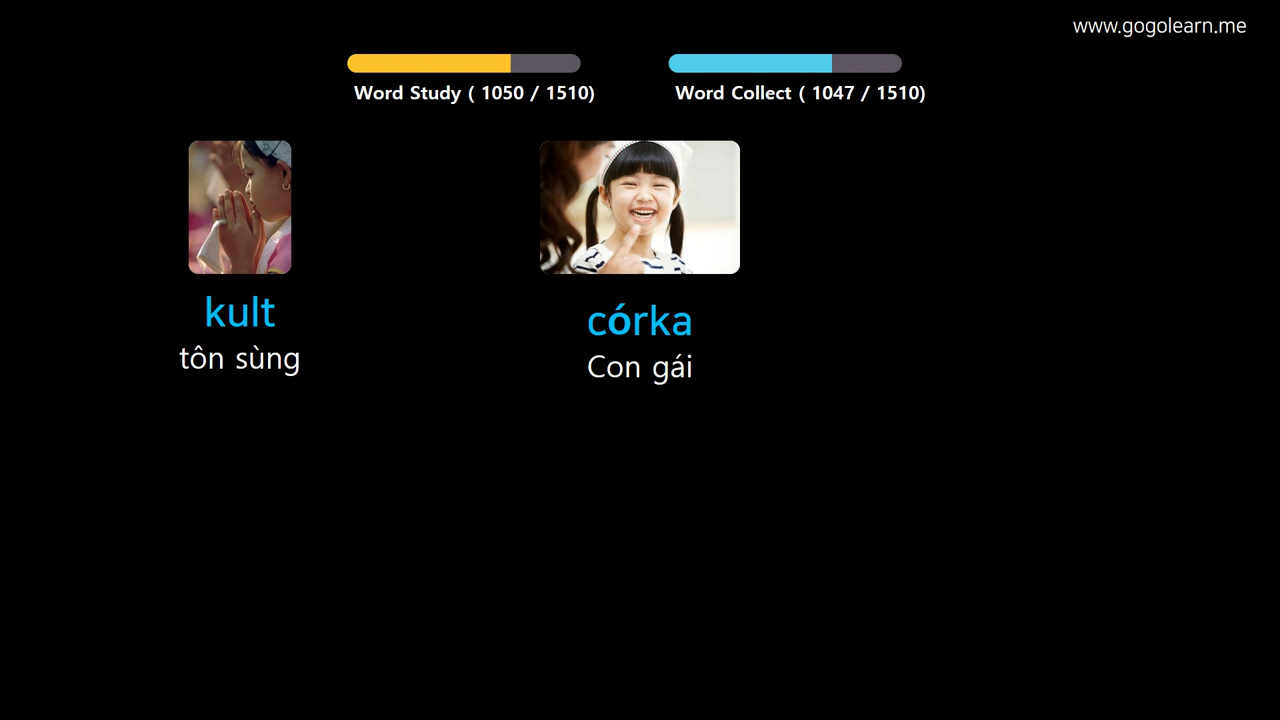 www.gogolearn.me
Word Study ( 1050 / 1510)
Word Collect ( 1047 / 1510)
kult
tôn sùng
córka
Con gái